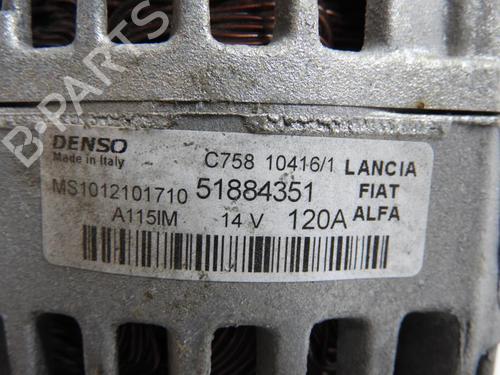 DENSO
Made in Italy
C758 10416/1
LANCIA
MS1012101710
51884351
FIAT
A115IM
14 V
120A
ALFA
B-PARTS